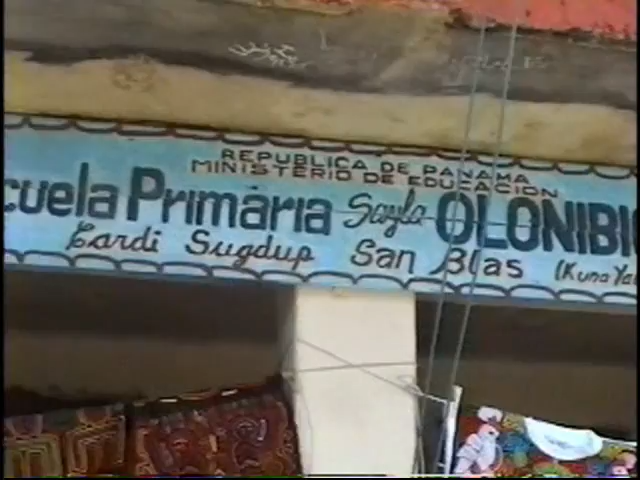 REPUBLICA DE PANAMA
MINISTERIO DE EDUCACION
cuela Primaria Sayla OLONIBI
Cardi Sugdup San Blas (Kuna Ya